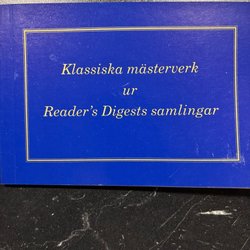 Klassiska mästerverk
ur
Reader's Digests samlingar